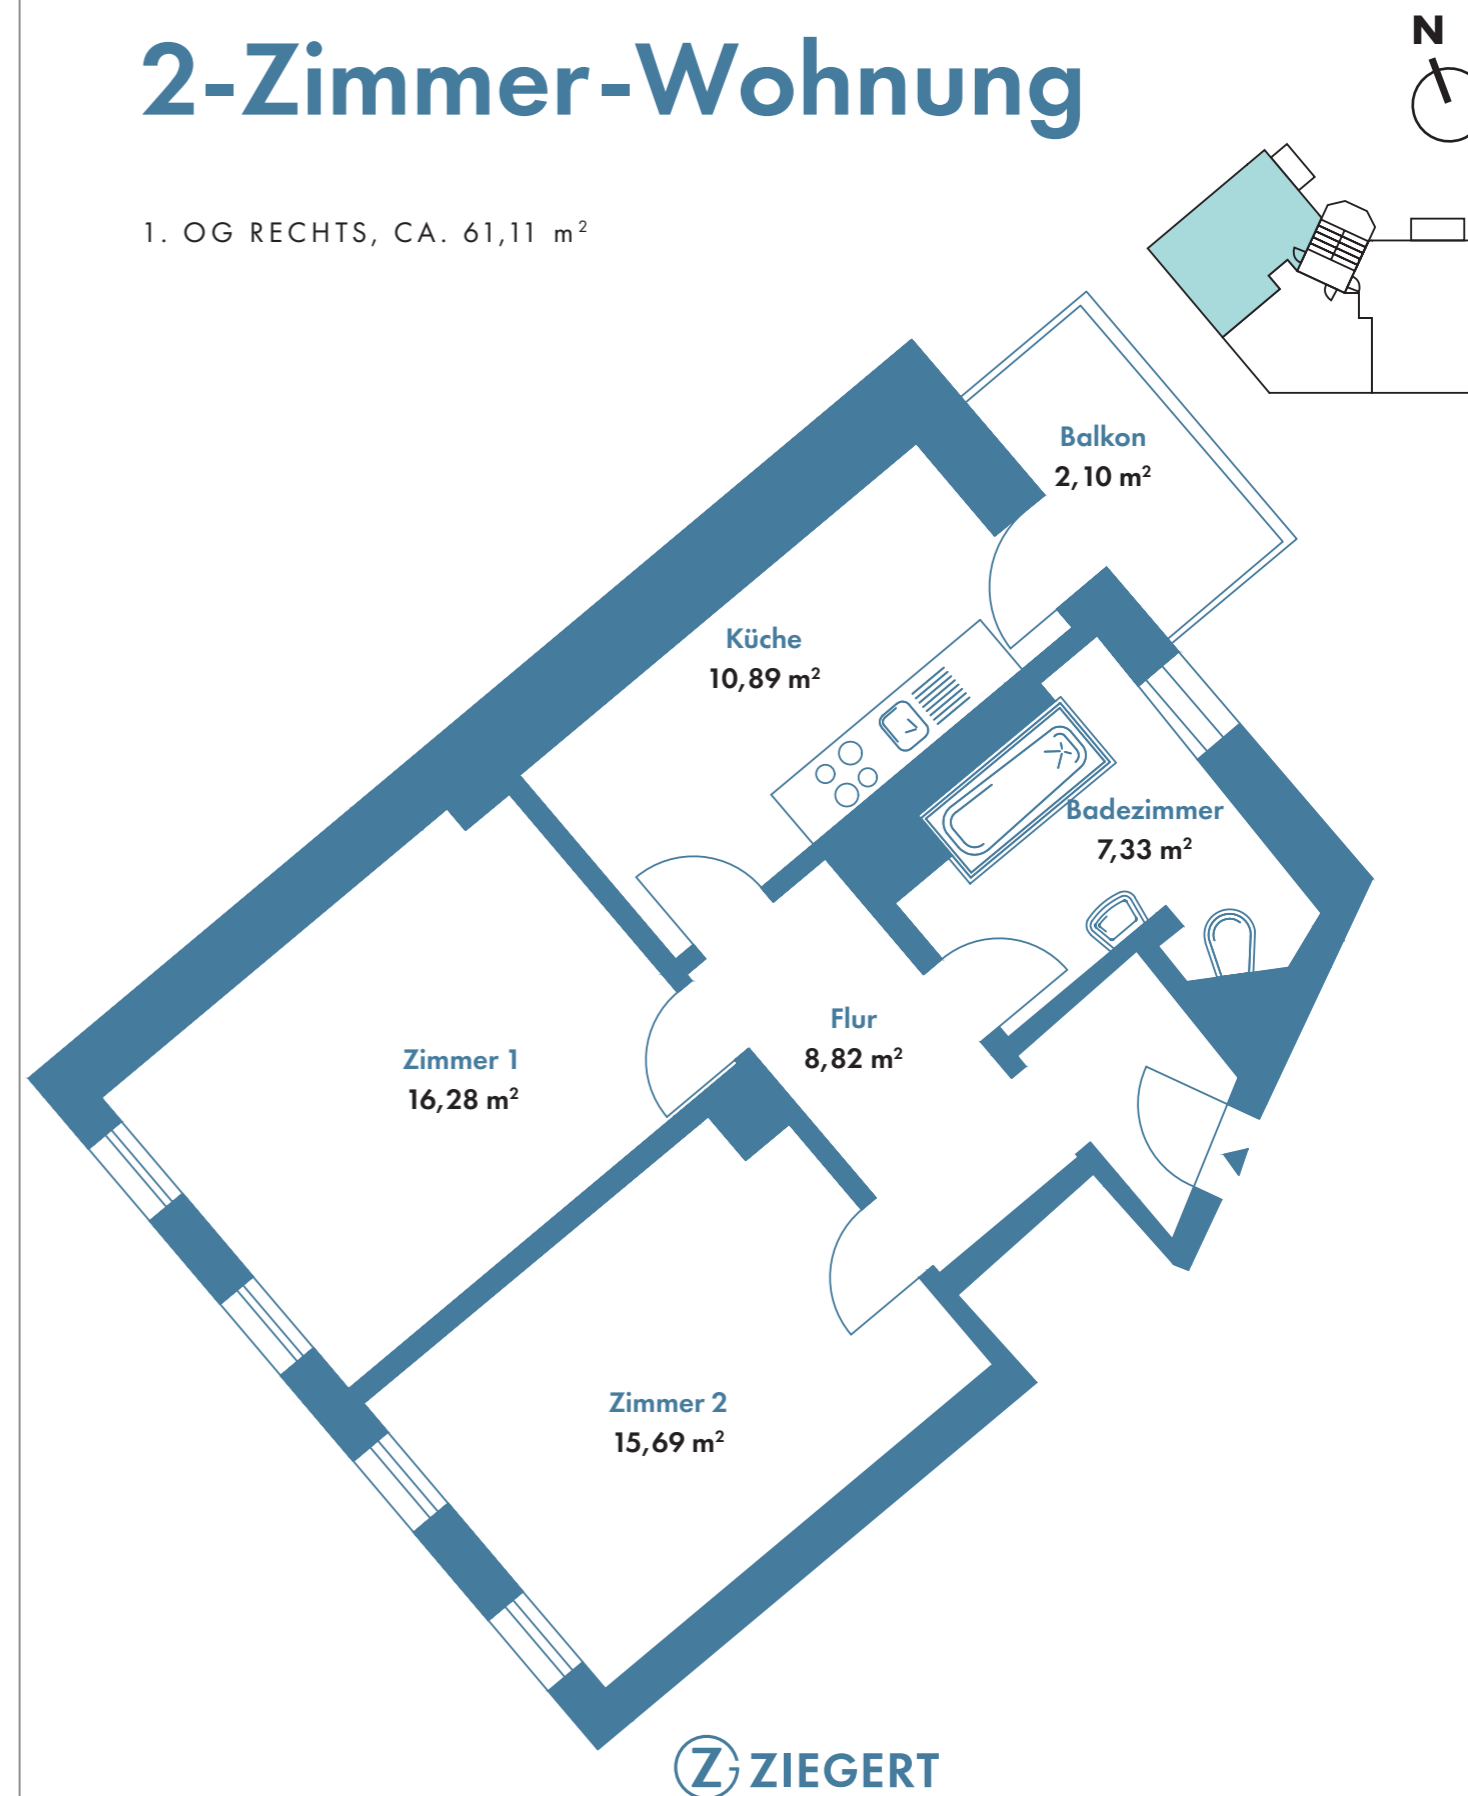 2-Zimmer-Wohnung
N
1. OG RECHTS, CA. 61,11 m²
Balkon
2,10 m²
Küche
10,89 m²
Badezimmer
7,33 m²
Flur
8,82 m²
Zimmer 1
16,28 m²
Zimmer 2
15,69 m²
Z ZIEGERT